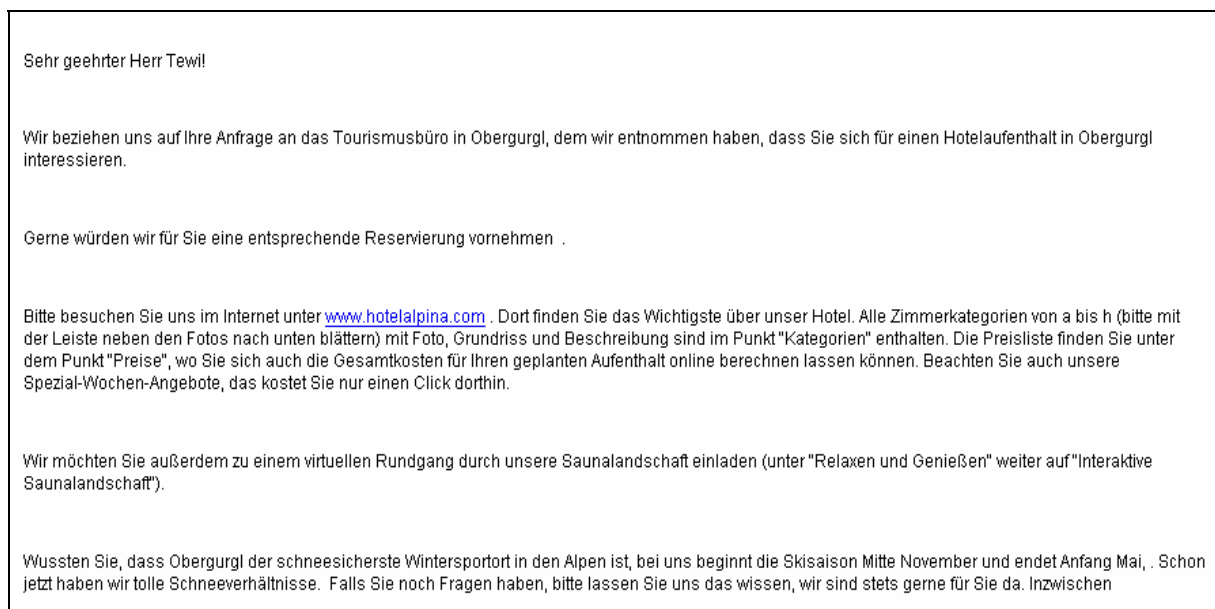 Sehr geehrter Herr Tewi!
Wir beziehen uns auf Ihre Anfrage an das Tourismusbüro in Obergurgl, dem wir entnommen haben, dass Sie sich für einen Hotelaufenthalt in Obergurgl
interessieren.
Gerne würden wir für Sie eine entsprechende Reservierung vornehmen .
Bitte besuchen Sie uns im Internet unter www.hotelalpina.com . Dort finden Sie das Wichtigste über unser Hotel. Alle Zimmerkategorien von a bis h (bitte mit
der Leiste neben den Fotos nach unten blättern) mit Foto, Grundriss und Beschreibung sind im Punkt "Kategorien" enthalten. Die Preisliste finden Sie unter
dem Punkt "Preise", wo Sie sich auch die Gesamtkosten für Ihren geplanten Aufenthalt online berechnen lassen können. Beachten Sie auch unsere
Spezial-Wochen-Angebote, das kostet Sie nur einen Click dorthin.
Wir möchten Sie außerdem zu einem virtuellen Rundgang durch unsere Saunalandschaft einladen (unter "Relaxen und Genießen" weiter auf "Interaktive
Saunalandschaft").
Wussten Sie, dass Obergurgl der schneesicherste Wintersportort in den Alpen ist, bei uns beginnt die Skisaison Mitte November und endet Anfang Mai, . Schon
jetzt haben wir tolle Schneeverhältnisse. Falls Sie noch Fragen haben, bitte lassen Sie uns das wissen, wir sind stets gerne für Sie da. Inzwischen